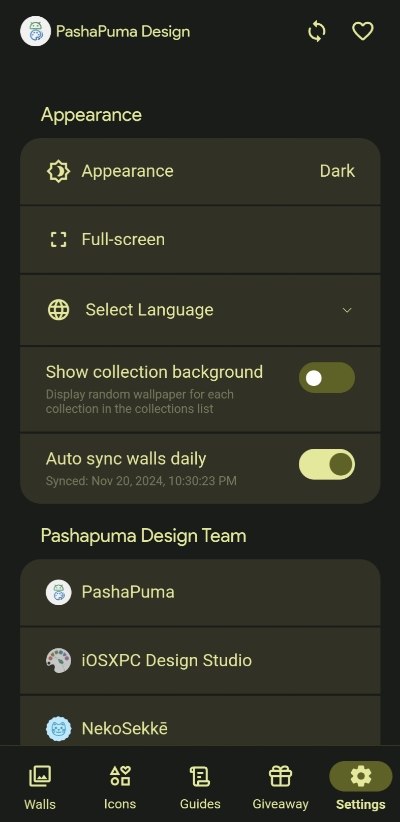 PashaPuma Design
Appearance
Appearance Dark
Full-screen
Select Language
Show collection background
Display random wallpaper for each
collection in the collections list
Auto sync walls daily
Synced: Nov 20, 2024, 10:30:23 PM
Pashapuma Design Team
PashaPuma
iOSXPC Design Studio
NekoSekkē
Walls Icons Guides Giveaway Settings